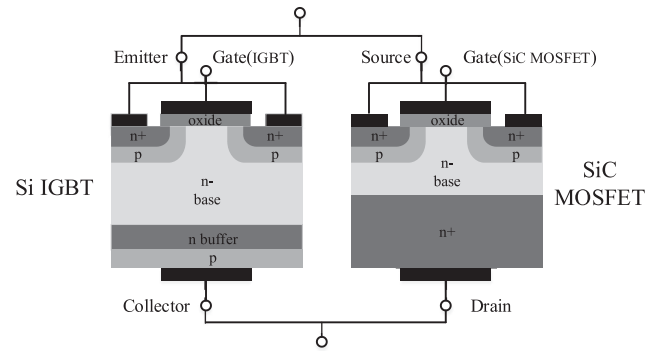 Emitter
Gate(IGBT)
Source
Gate(SiC MOSFET)
oxide
n+
n+
p
p
n-
base
n buffer
p
Si IGBT
Collector
oxide
n+
n+
p
p
n-
base
n+
SiC
MOSFET
Drain